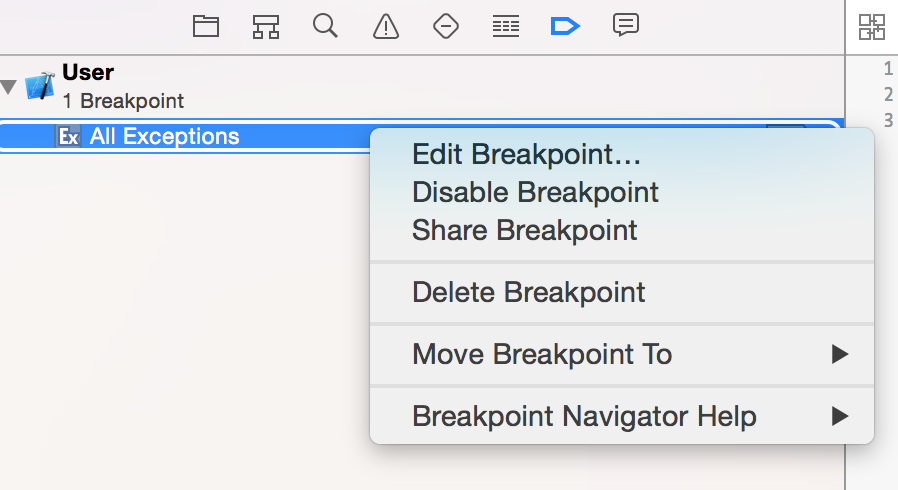 User
1 Breakpoint
Ex All Exceptions
Edit Breakpoint...
Disable Breakpoint
Share Breakpoint
Delete Breakpoint
Move Breakpoint To
Breakpoint Navigator Help
1
2
3